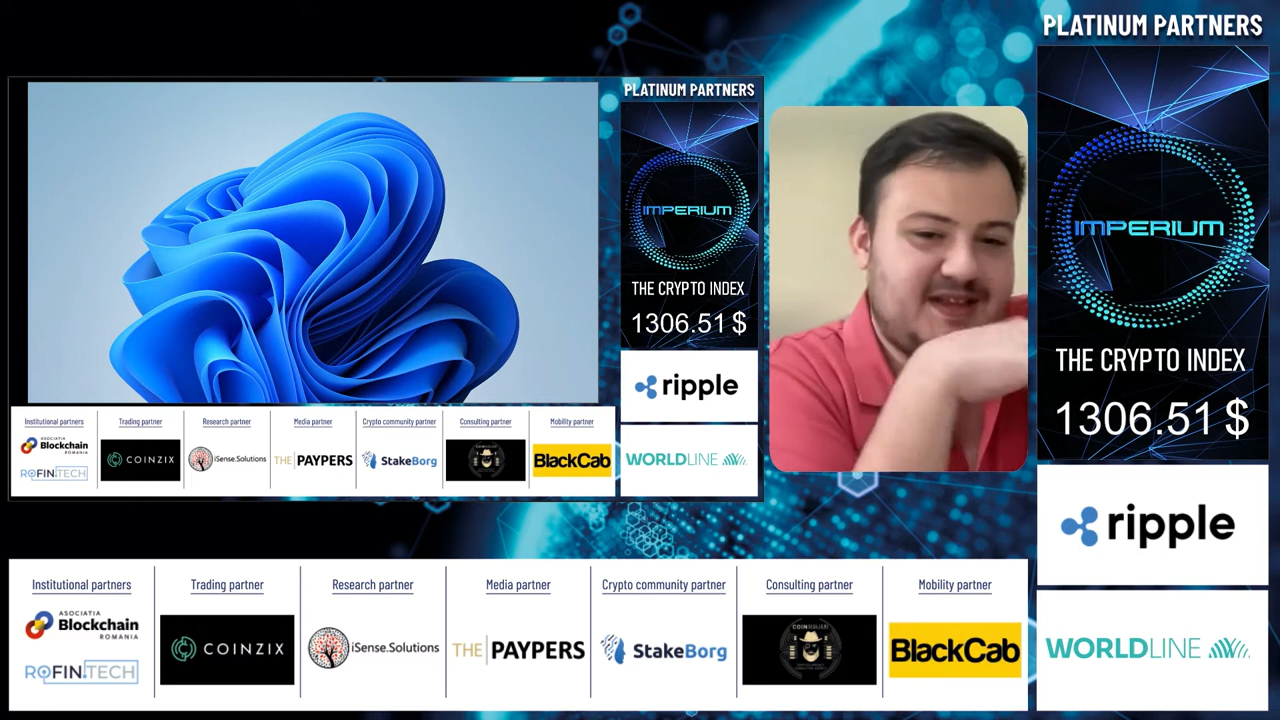 PLATINUM PARTNERS
IMPERIUM
THE CRYPTO INDEX
1306.51 $
ripple
WORLDLINE
Institutional partners
ASOCIATIA
Blockchain
ROMANIA
ROFIN.TECH
Trading partner
COINZIX
Research partner
iSense.Solutions
Media partner
THE PAYPERS
Crypto community partner
StakeBorg
Consulting partner
Mobility partner
BlackCab
PLATINUM PARTNERS
IMPERIUM
THE CRYPTO INDEX
1306.51 $
ripple
WORLDLINE
Institutional partners
ASOCIATIA
Blockchain
ROMANIA
ROFIN.TECH
Trading partner
COINZIX
Research partner
iSense.Solutions
Media partner
THE PAYPERS
Crypto community partner
StakeBorg
Consulting partner
Mobility partner
BlackCab